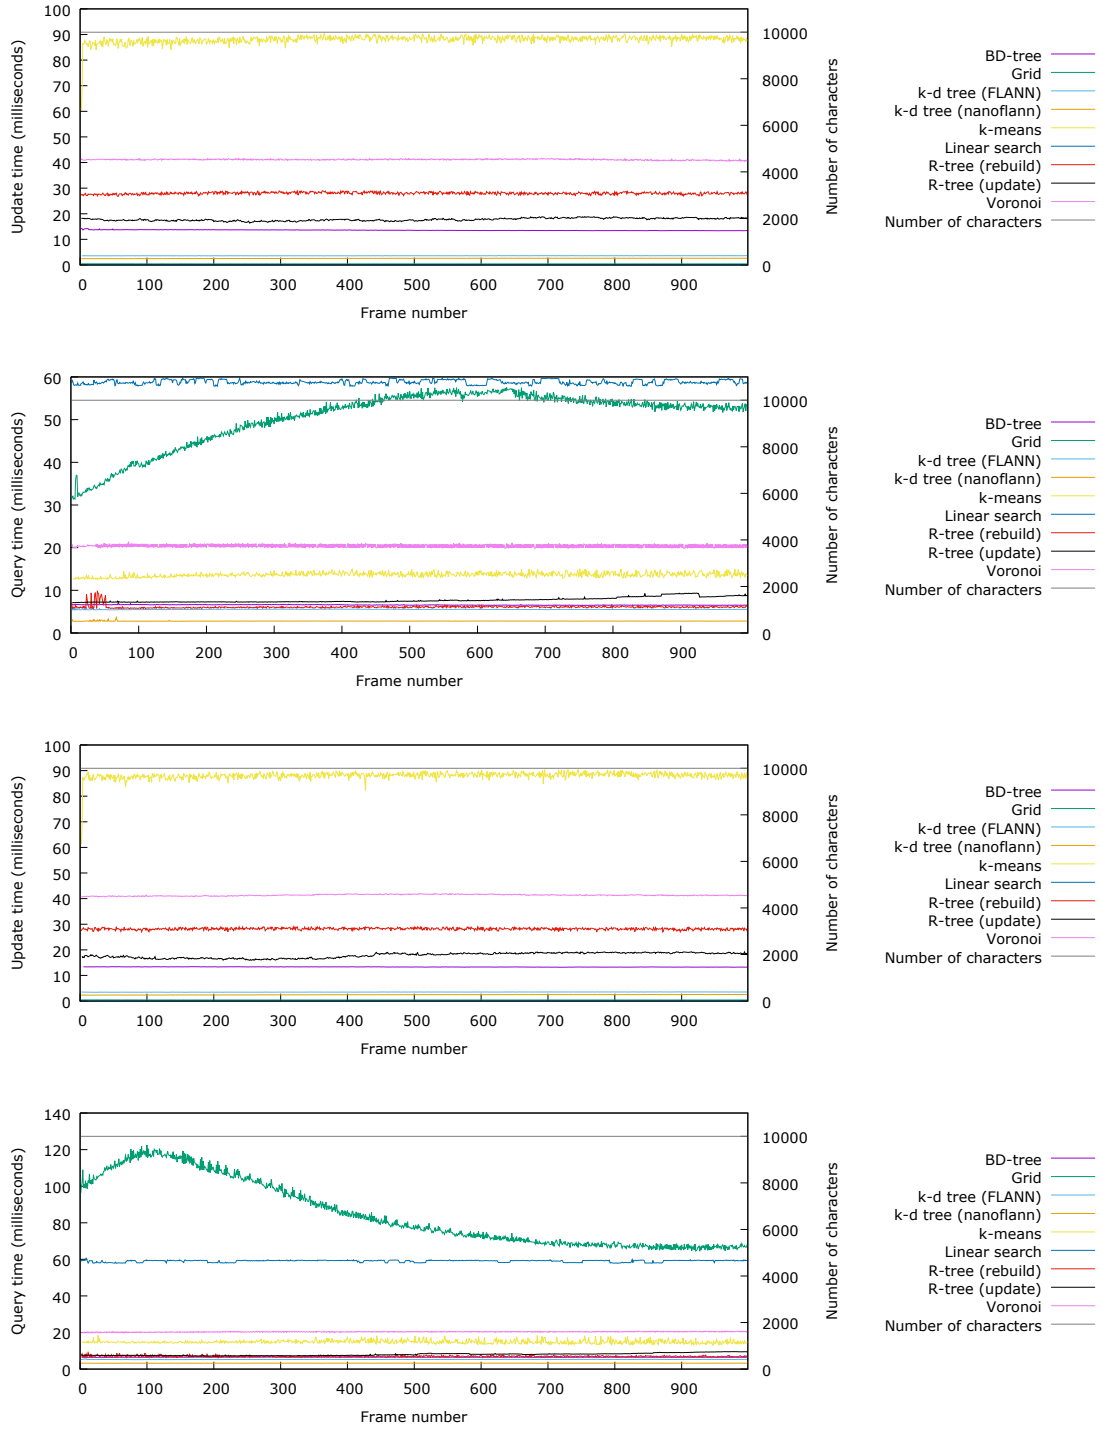 Update time (milliseconds)
100
90
80
70
60
50
40
30
20
10
0
0 100 200 300 400 500 600 700 800 900
Frame number
10000
8000
6000
4000
2000
0
Number of characters
BD-tree
Grid
k-d tree (FLANN)
k-d tree (nanoflann)
k-means
Linear search
R-tree (rebuild)
R-tree (update)
Voronoi
Number of characters
Query time (milliseconds)
60
50
40
30
20
10
0
0 100 200 300 400 500 600 700 800 900
Frame number
10000
8000
6000
4000
2000
0
Number of characters
BD-tree
Grid
k-d tree (FLANN)
k-d tree (nanoflann)
k-means
Linear search
R-tree (rebuild)
R-tree (update)
Voronoi
Number of characters
Update time (milliseconds)
100
90
80
70
60
50
40
30
20
10
0
0 100 200 300 400 500 600 700 800 900
Frame number
10000
8000
6000
4000
2000
0
Number of characters
BD-tree
Grid
k-d tree (FLANN)
k-d tree (nanoflann)
k-means
Linear search
R-tree (rebuild)
R-tree (update)
Voronoi
Number of characters
Query time (milliseconds)
140
120
100
80
60
40
20
0
0 100 200 300 400 500 600 700 800 900
Frame number
10000
8000
6000
4000
2000
0
Number of characters
BD-tree
Grid
k-d tree (FLANN)
k-d tree (nanoflann)
k-means
Linear search
R-tree (rebuild)
R-tree (update)
Voronoi
Number of characters